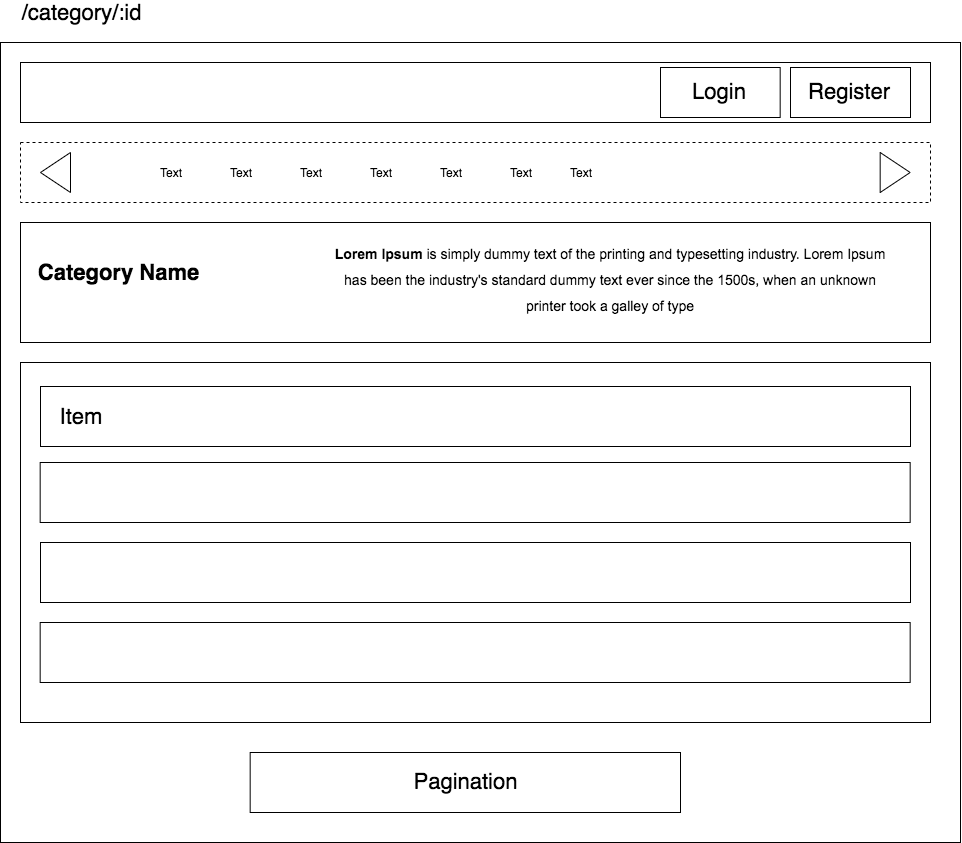 /category/:id
Login Register
Text Text Text Text Text Text Text
Category Name
Lorem Ipsum is simply dummy text of the printing and typesetting industry. Lorem Ipsum
has been the industry's standard dummy text ever since the 1500s, when an unknown
printer took a galley of type
Item
Pagination